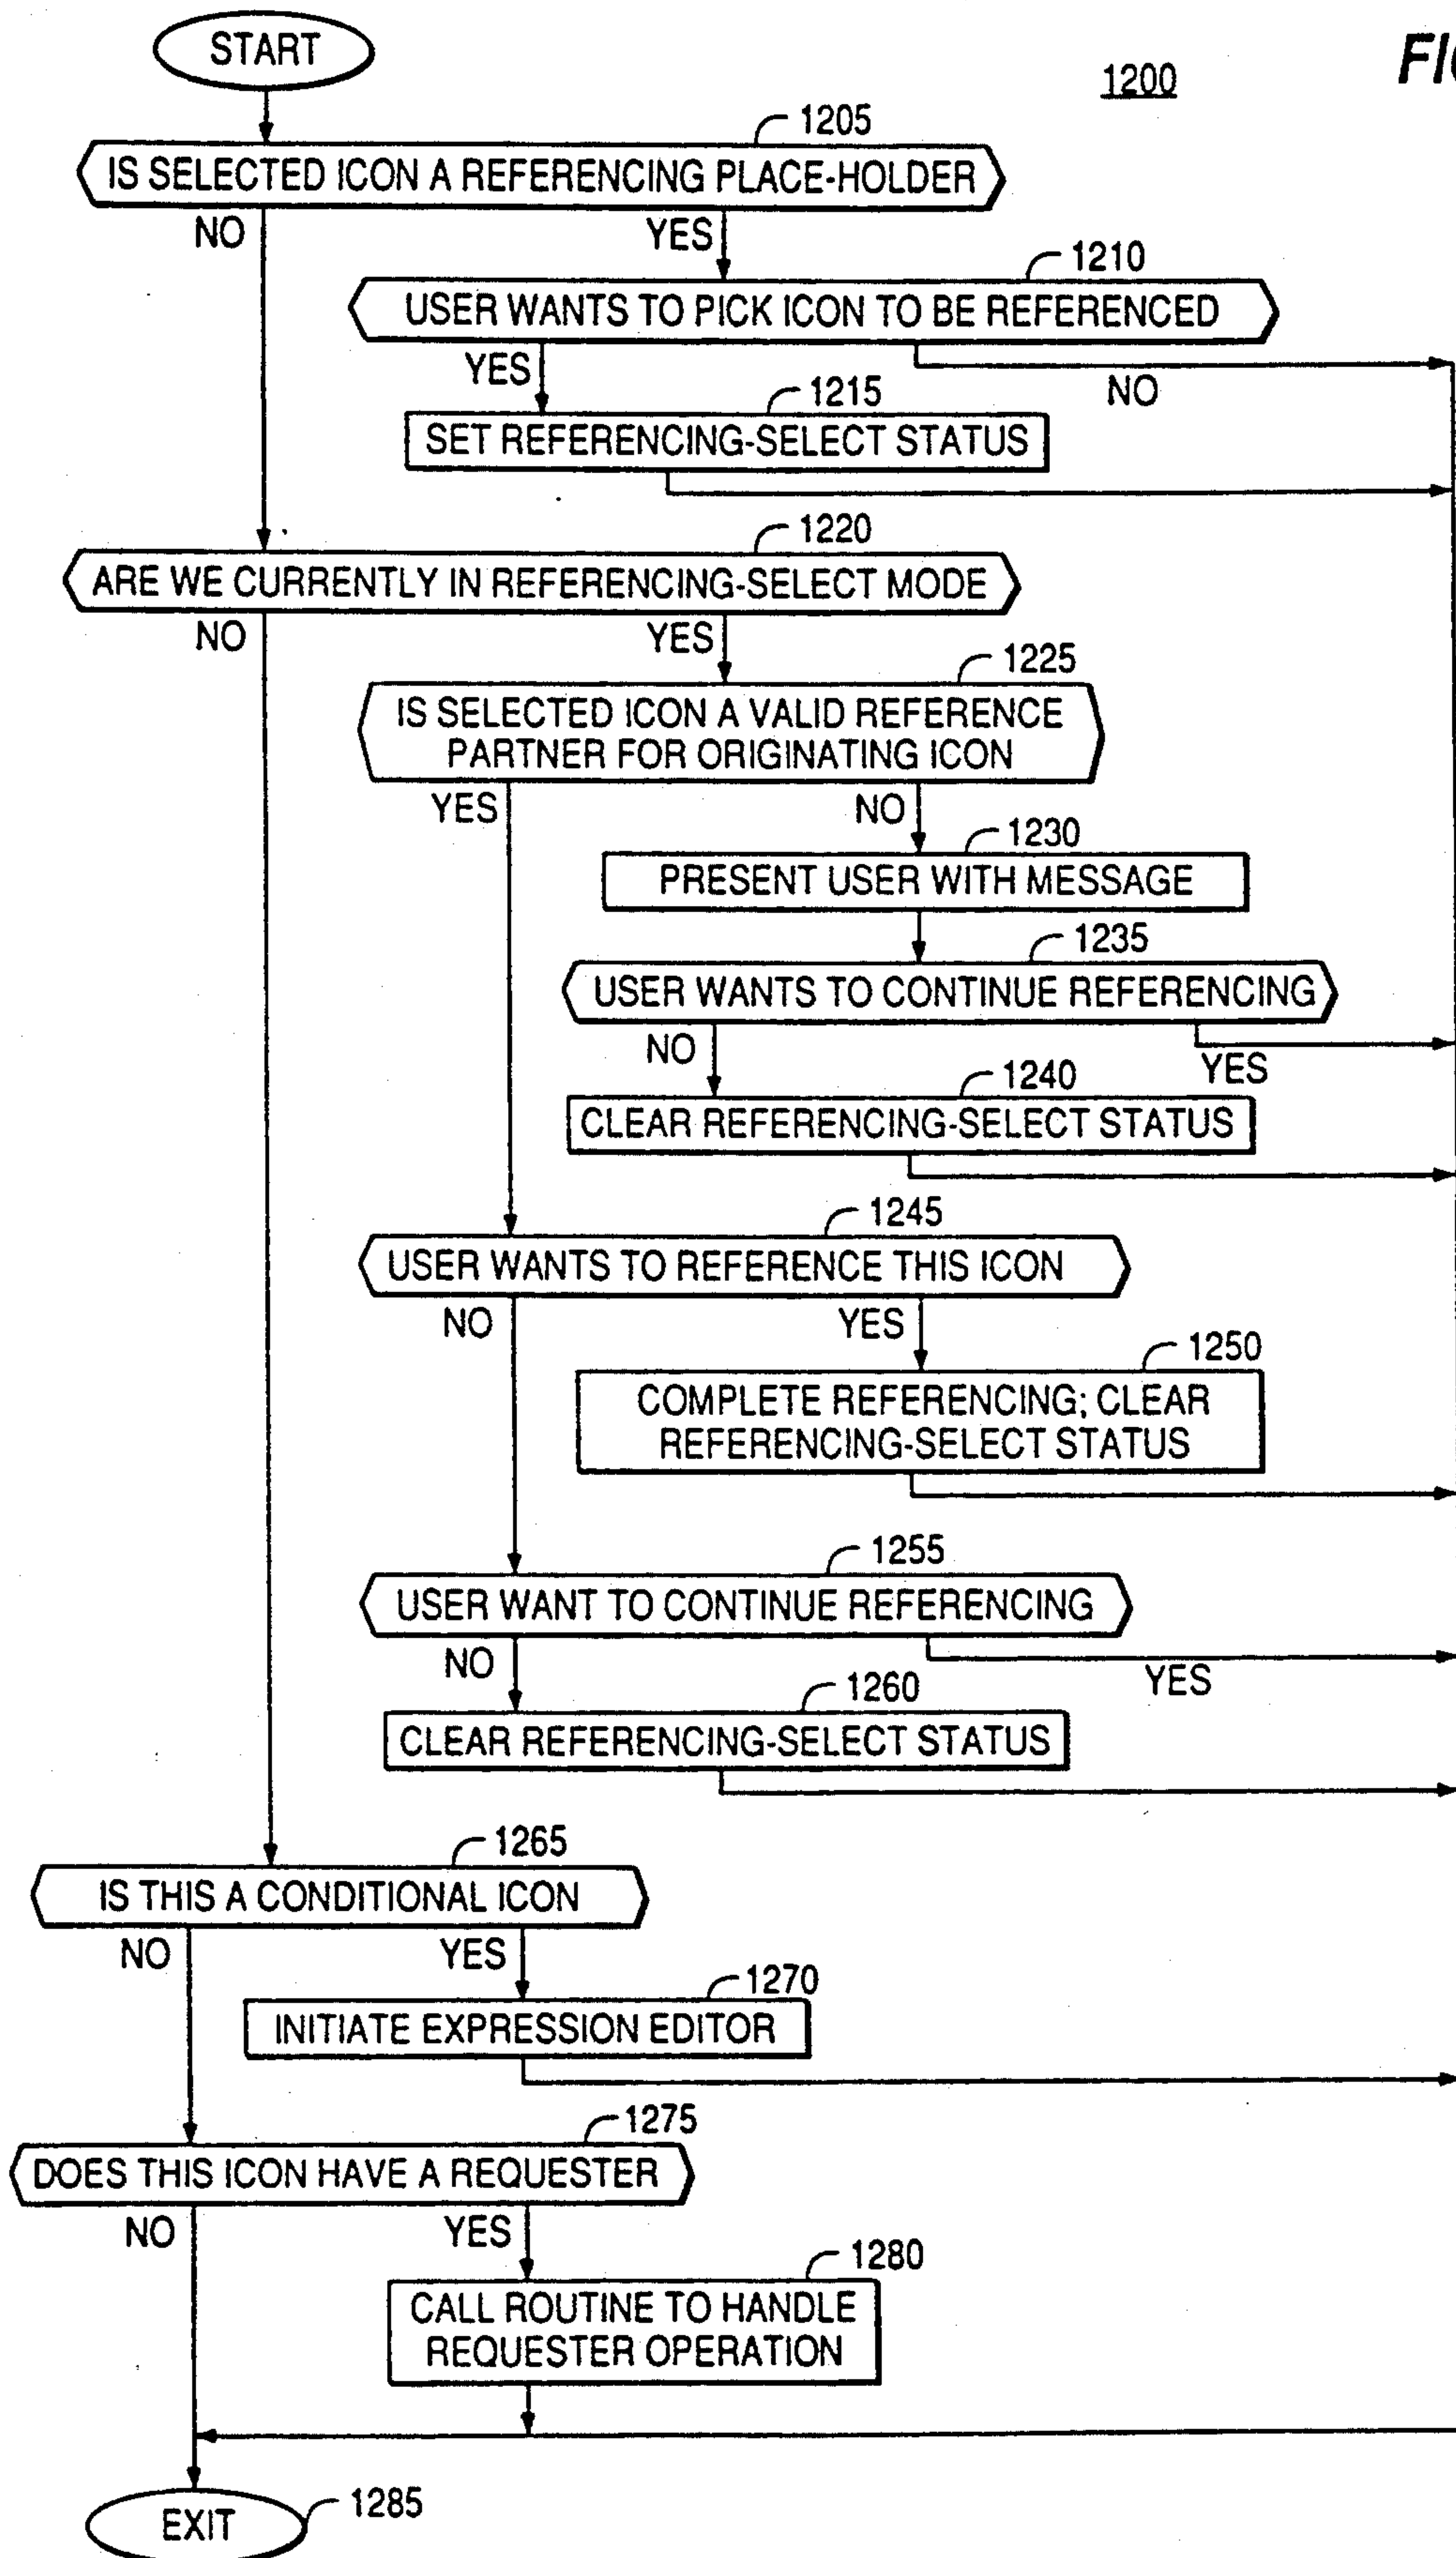 START
1200
FIG
1205
IS SELECTED ICON A REFERENCING PLACE-HOLDER
NO
YES
1210
USER WANTS TO PICK ICON TO BE REFERENCED
YES
NO
1215
SET REFERENCING-SELECT STATUS
1220
ARE WE CURRENTLY IN REFERENCING-SELECT MODE
NO
YES
1225
IS SELECTED ICON A VALID REFERENCE
PARTNER FOR ORIGINATING ICON
YES
NO
1230
PRESENT USER WITH MESSAGE
1235
USER WANTS TO CONTINUE REFERENCING
NO
YES
1240
CLEAR REFERENCING-SELECT STATUS
1245
USER WANTS TO REFERENCE THIS ICON
NO
YES
1250
COMPLETE REFERENCING; CLEAR
REFERENCING-SELECT STATUS
1255
USER WANT TO CONTINUE REFERENCING
NO
YES
1260
CLEAR REFERENCING-SELECT STATUS
1265
IS THIS A CONDITIONAL ICON
NO
YES
1270
INITIATE EXPRESSION EDITOR
1275
DOES THIS ICON HAVE A REQUESTER
NO
YES
1280
CALL ROUTINE TO HANDLE
REQUESTER OPERATION
EXIT
1285